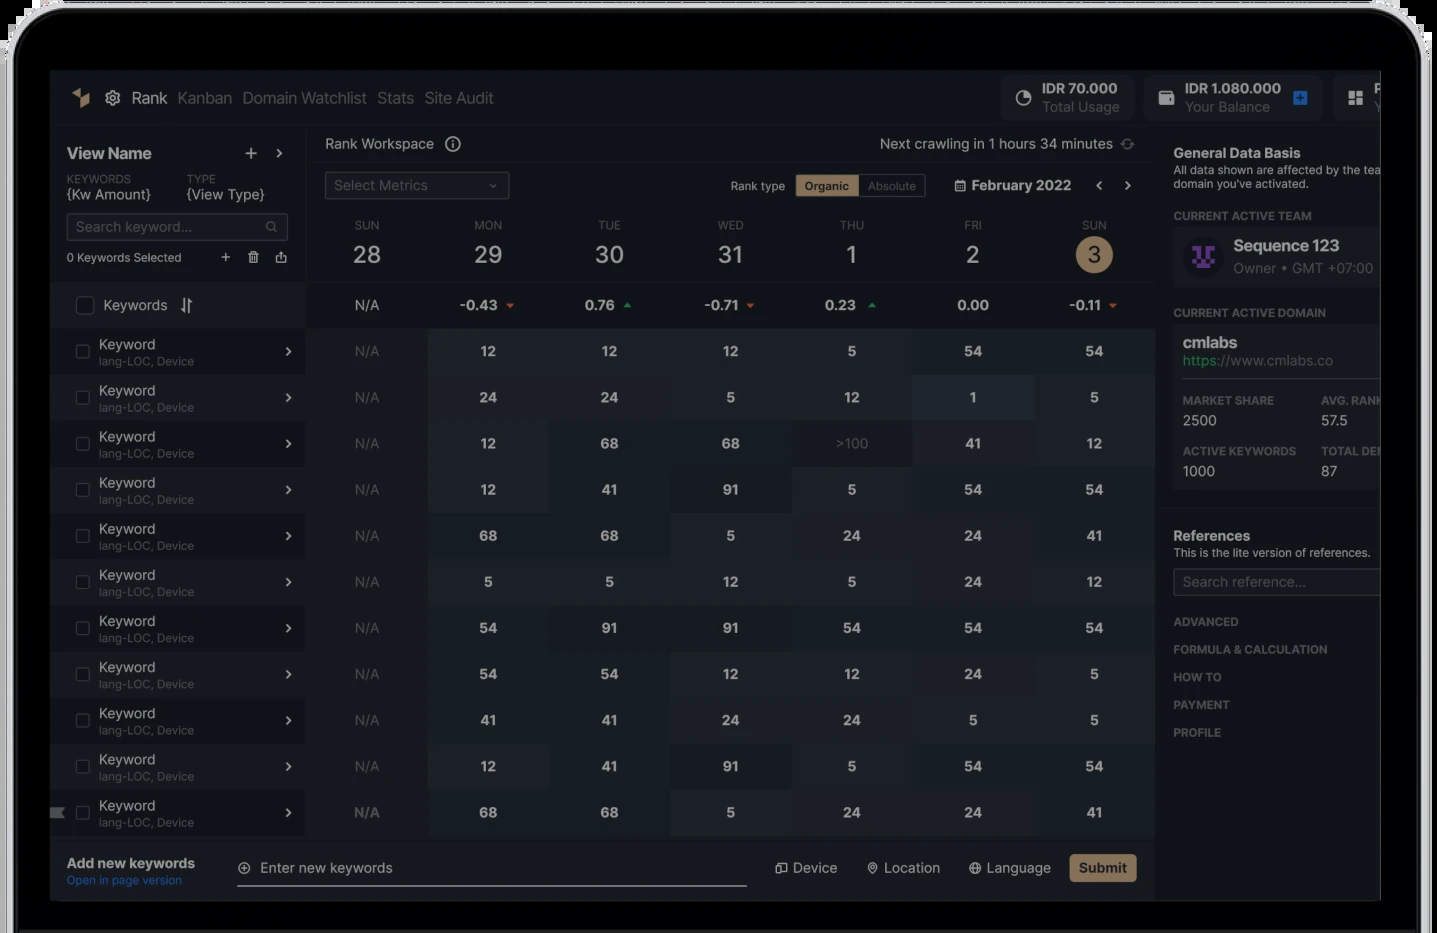 Rank Kanban Domain Watchlist Stats Site Audit
IDR 70.000
Total Usage
IDR 1.080.000
Your Balance
View Name
KEYWORDS TYPE
{Kw Amount} {View Type}
Search keyword...
0 Keywords Selected
Rank Workspace
Next crawling in 1 hours 34 minutes
Select Metrics
Rank type Organic Absolute February 2022
SUN MON TUE WED THU FRI SUN
28 29 30 31 1 2 3
Keywords N/A -0.43 0.76 -0.71 0.23 0.00 -0.11
Keyword
lang-LOC, Device
N/A 12 12 12 5 54 54
Keyword
lang-LOC, Device
N/A 24 24 5 12 1 5
Keyword
lang-LOC, Device
N/A 12 68 68 >100 41 12
Keyword
lang-LOC, Device
N/A 12 41 91 5 54 54
Keyword
lang-LOC, Device
N/A 68 68 5 24 24 41
Keyword
lang-LOC, Device
N/A 5 5 12 5 24 12
Keyword
lang-LOC, Device
N/A 54 91 91 54 54 54
Keyword
lang-LOC, Device
N/A 54 54 12 12 24 5
Keyword
lang-LOC, Device
N/A 41 41 24 24 5 5
Keyword
lang-LOC, Device
N/A 12 41 91 5 54 54
Keyword
lang-LOC, Device
N/A 68 68 5 24 24 41
Add new keywords
Open in page version
Enter new keywords
Device Location Language Submit
General Data Basis
All data shown are affected by the
domain you've activated.
CURRENT ACTIVE TEAM
Sequence 123
Owner • GMT +07:00
CURRENT ACTIVE DOMAIN
cmlabs
https://www.cmlabs.co
MARKET SHARE AVG. RANK
2500 57.5
ACTIVE KEYWORDS TOTAL
1000 87
References
This is the lite version of references.
Search reference...
ADVANCED
FORMULA & CALCULATION
HOW TO
PAYMENT
PROFILE